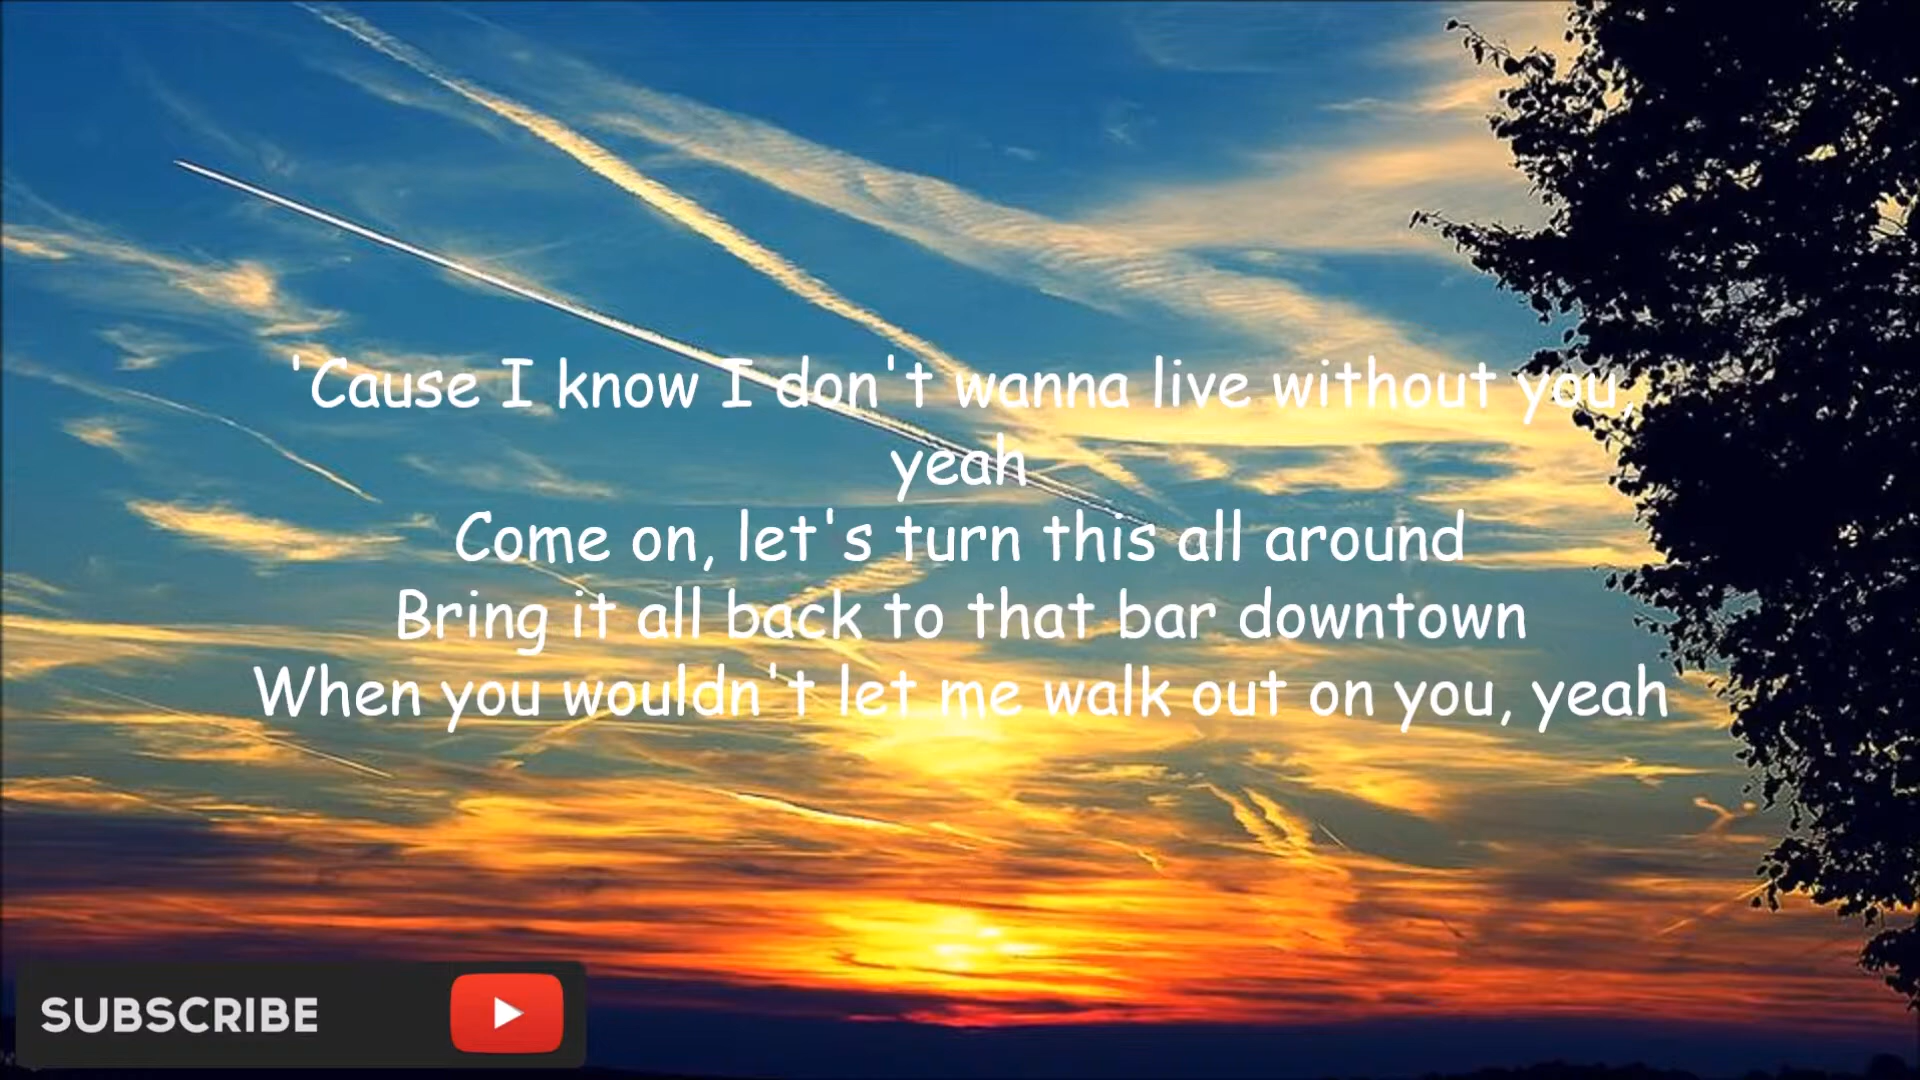 'Cause I know I don't wanna live without you,
yeah
Come on, let's turn this all around
Bring it all back to that bar downtown
When you wouldn't let me walk out on you, yeah
SUBSCRIBE